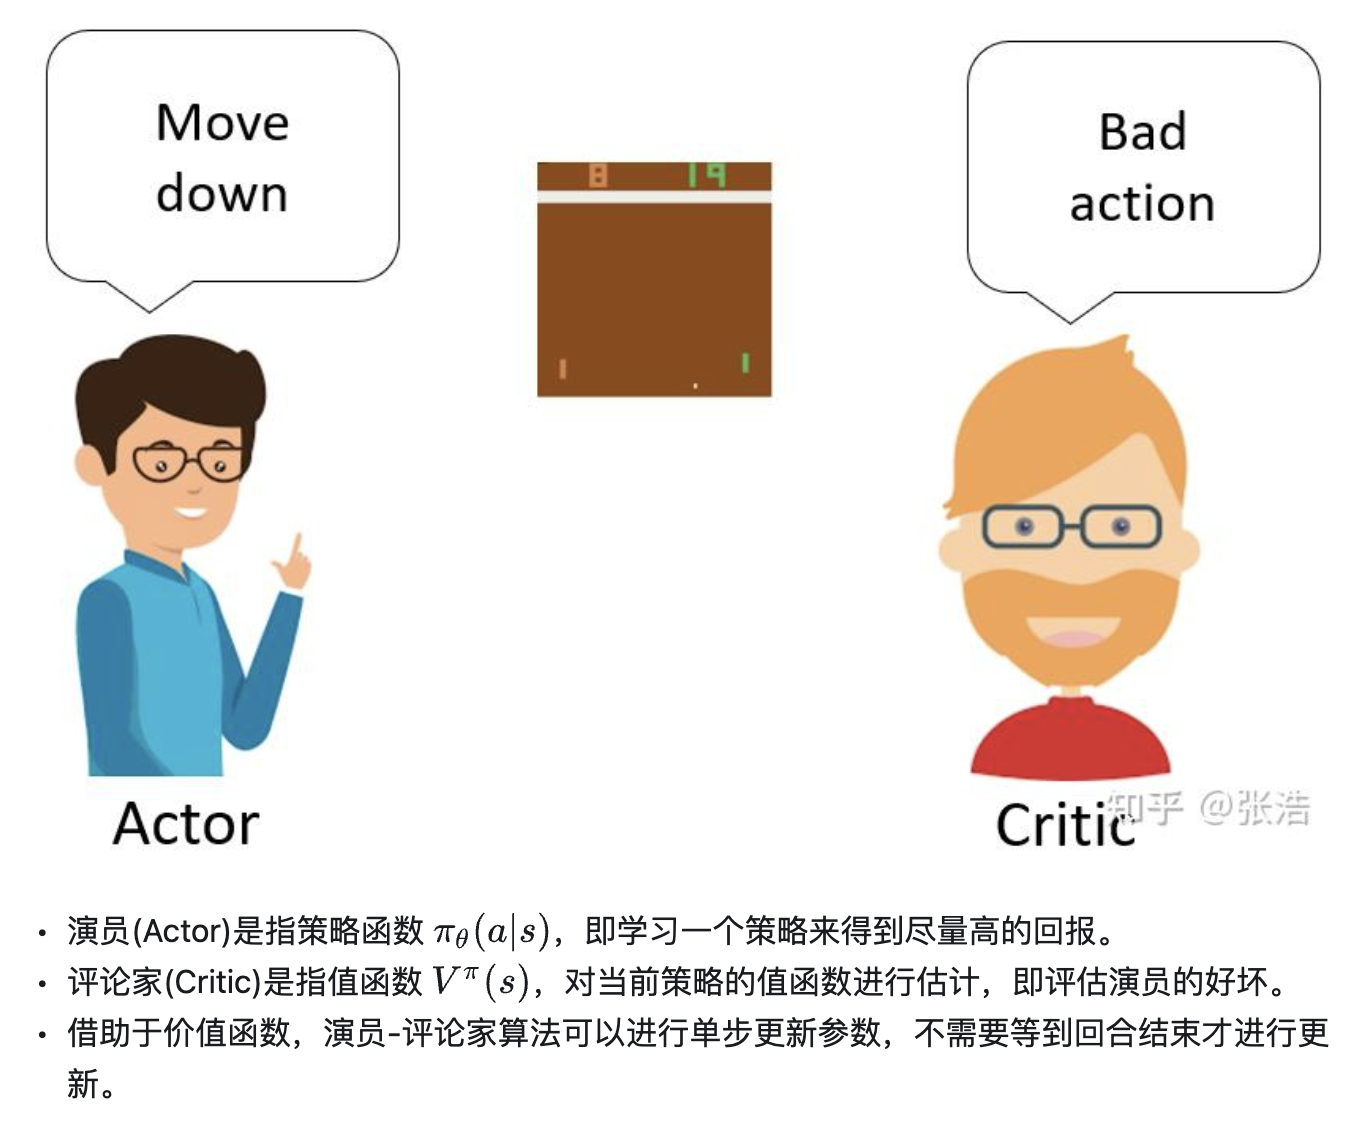 Move
down
Bad
action
8 19
Actor
Critic
知乎 @张浩
• 演员(Actor)是指策略函数 $\pi_\theta(a|s)$，即学习一个策略来得到尽量高的回报。
• 评论家(Critic)是指值函数 $V^\pi(s)$，对当前策略的值函数进行估计，即评估演员的好坏。
• 借助于价值函数，演员-评论家算法可以进行单步更新参数，不需要等到回合结束才进行更
新。